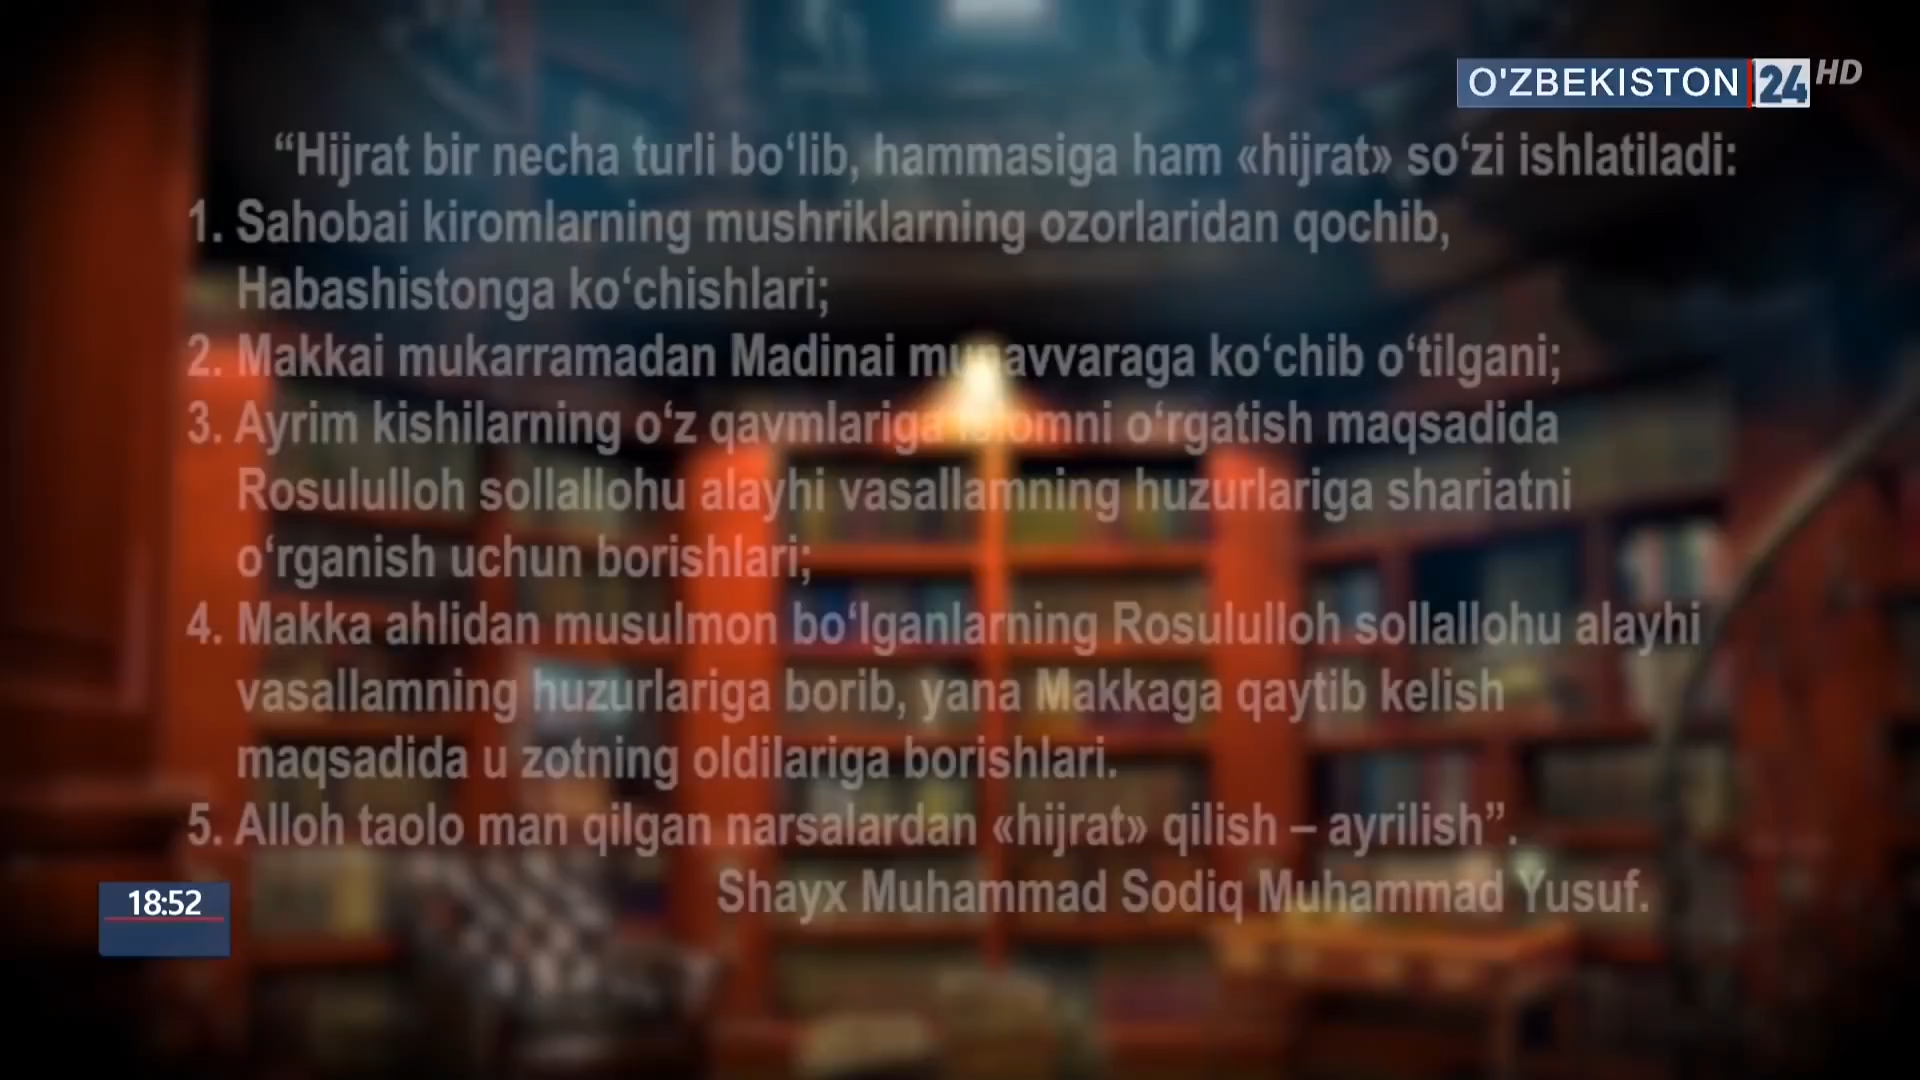 O'ZBEKISTON 24 HD
“Hijrat bir necha turli bo‘lib, hammasiga ham «hijrat» so‘zi ishlatiladi:
1. Sahobai kiromlarning mushriklarning ozorlaridan qochib,
Habashistonga ko‘chishlari;
2. Makkai mukarramadan Madinai munavvaraga ko‘chib o‘tilgani;
3. Ayrim kishilarning o‘z qavmlariga islomni o‘rgatish maqsadida
Rosululloh sollallohu alayhi vasallamning huzurlariga shariatni
o‘rganish uchun borishlari;
4. Makka ahlidan musulmon bo‘lganlarning Rosululloh sollallohu alayhi
vasallamning huzurlariga borib, yana Makkaga qaytib kelish
maqsadida u zotning oldilariga borishlari.
5. Alloh taolo man qilgan narsalardan «hijrat» qilish – ayrilish”.
Shayx Muhammad Sodiq Muhammad Yusuf.
18:52